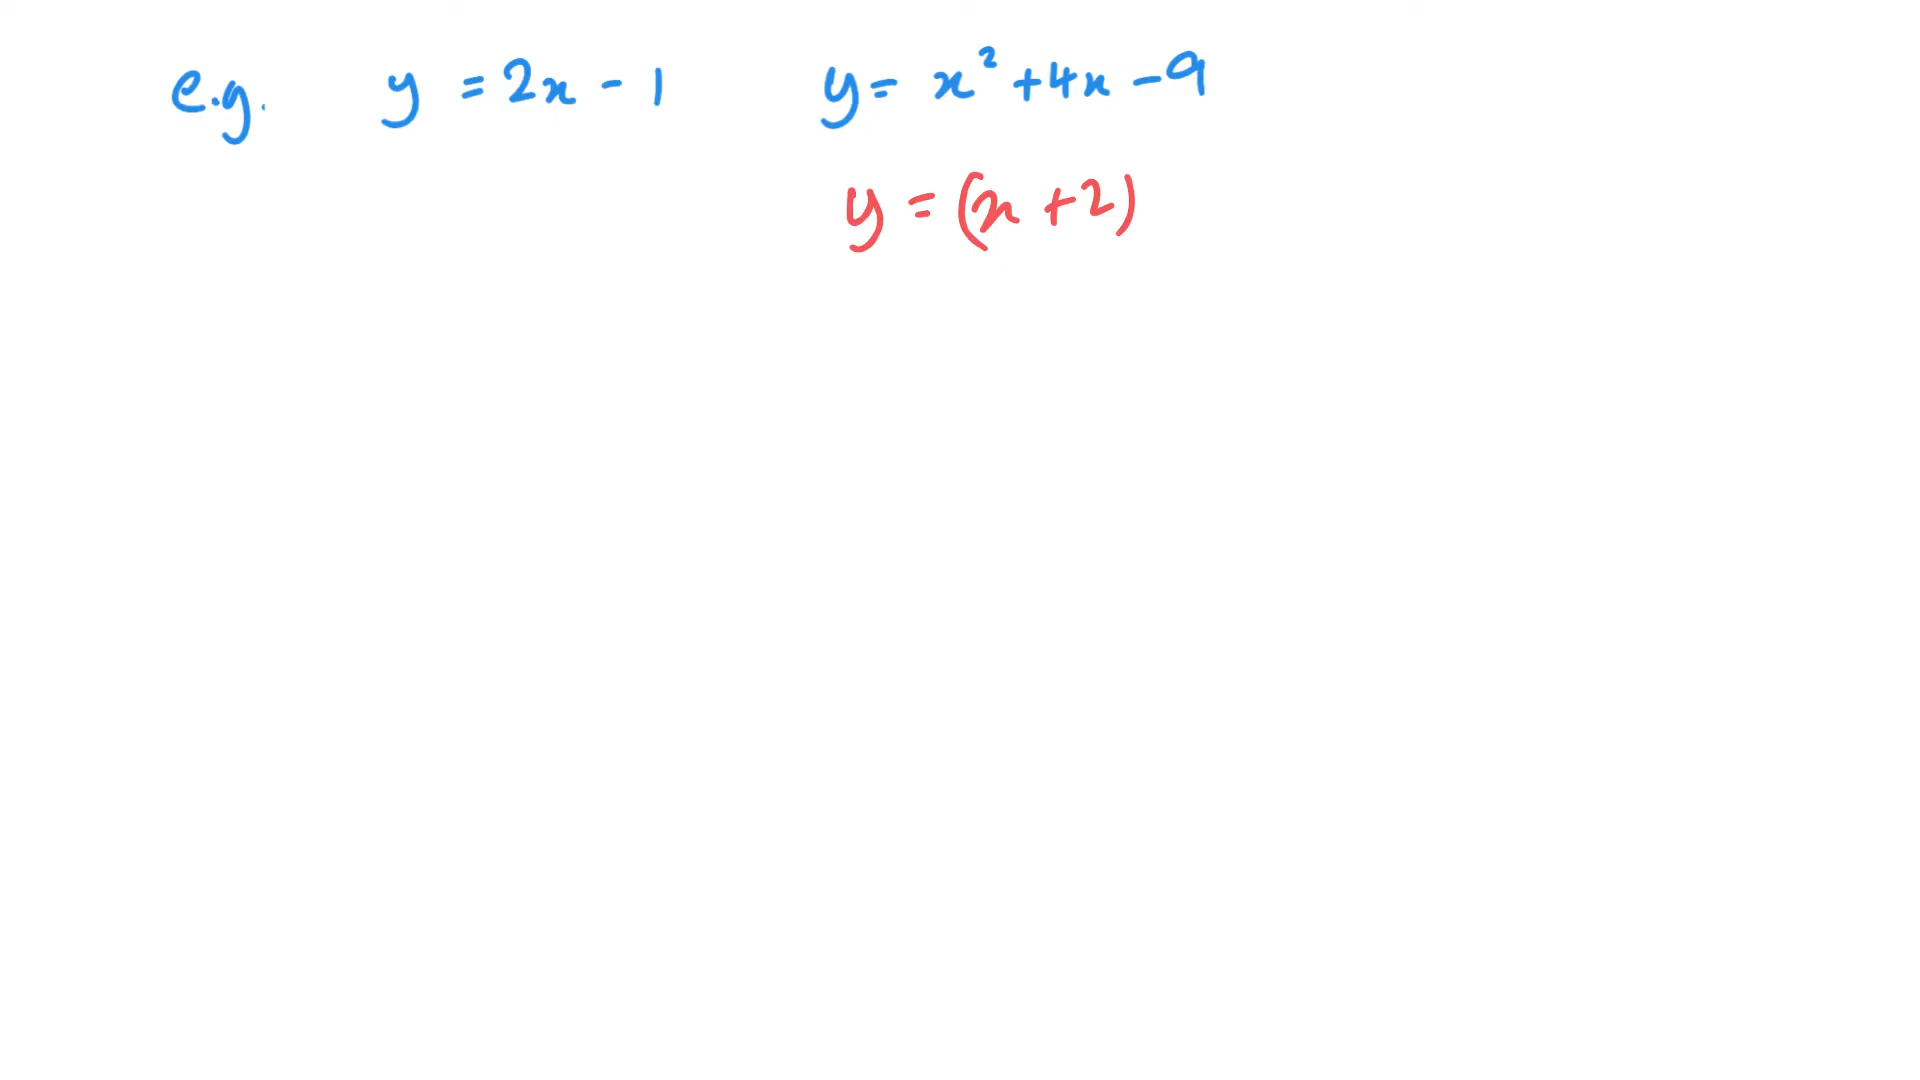 e.g. y = 2x - 1 y = x² + 4x - 9
y = (x + 2)